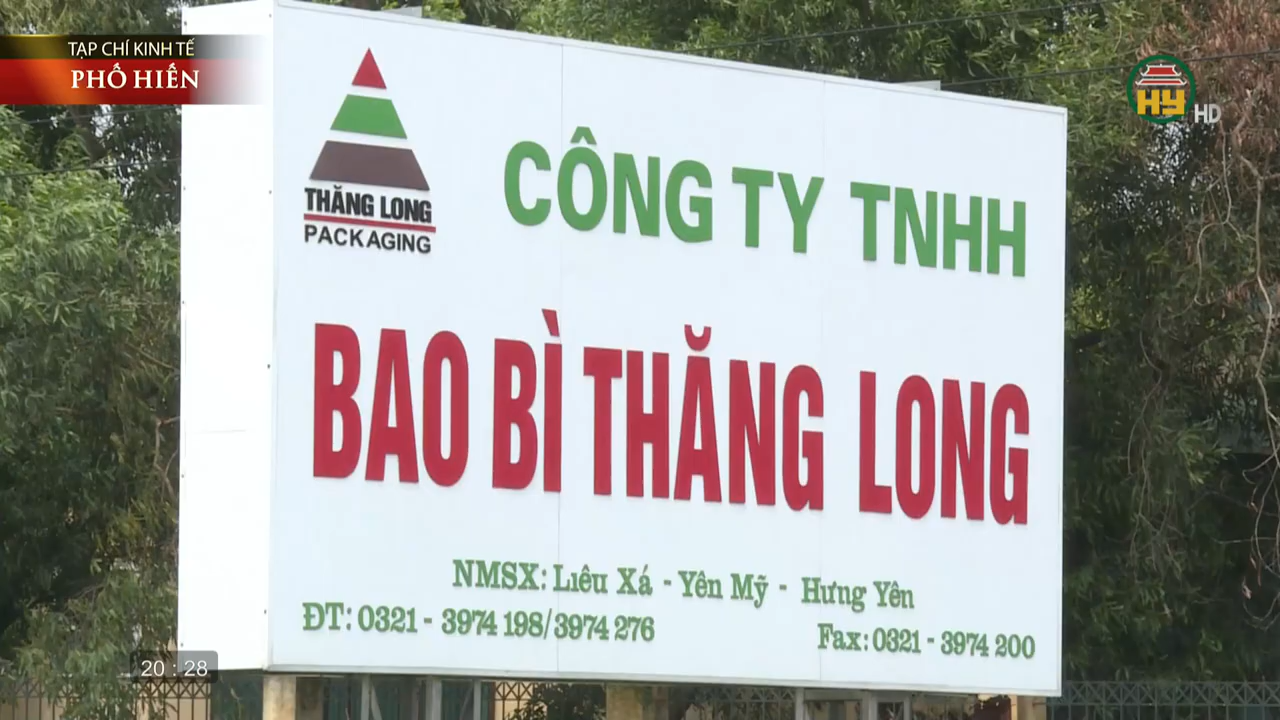 TẠP CHÍ KINH TẾ
PHỐ HIẾN
HY HD
THĂNG LONG
PACKAGING
CÔNG TY TNHH
BAO BÌ THĂNG LONG
NMSX: Liêu Xá - Yên Mỹ - Hưng Yên
ĐT: 0321 - 3974 198/3974 276
Fax: 0321 - 3974 200
20 : 28